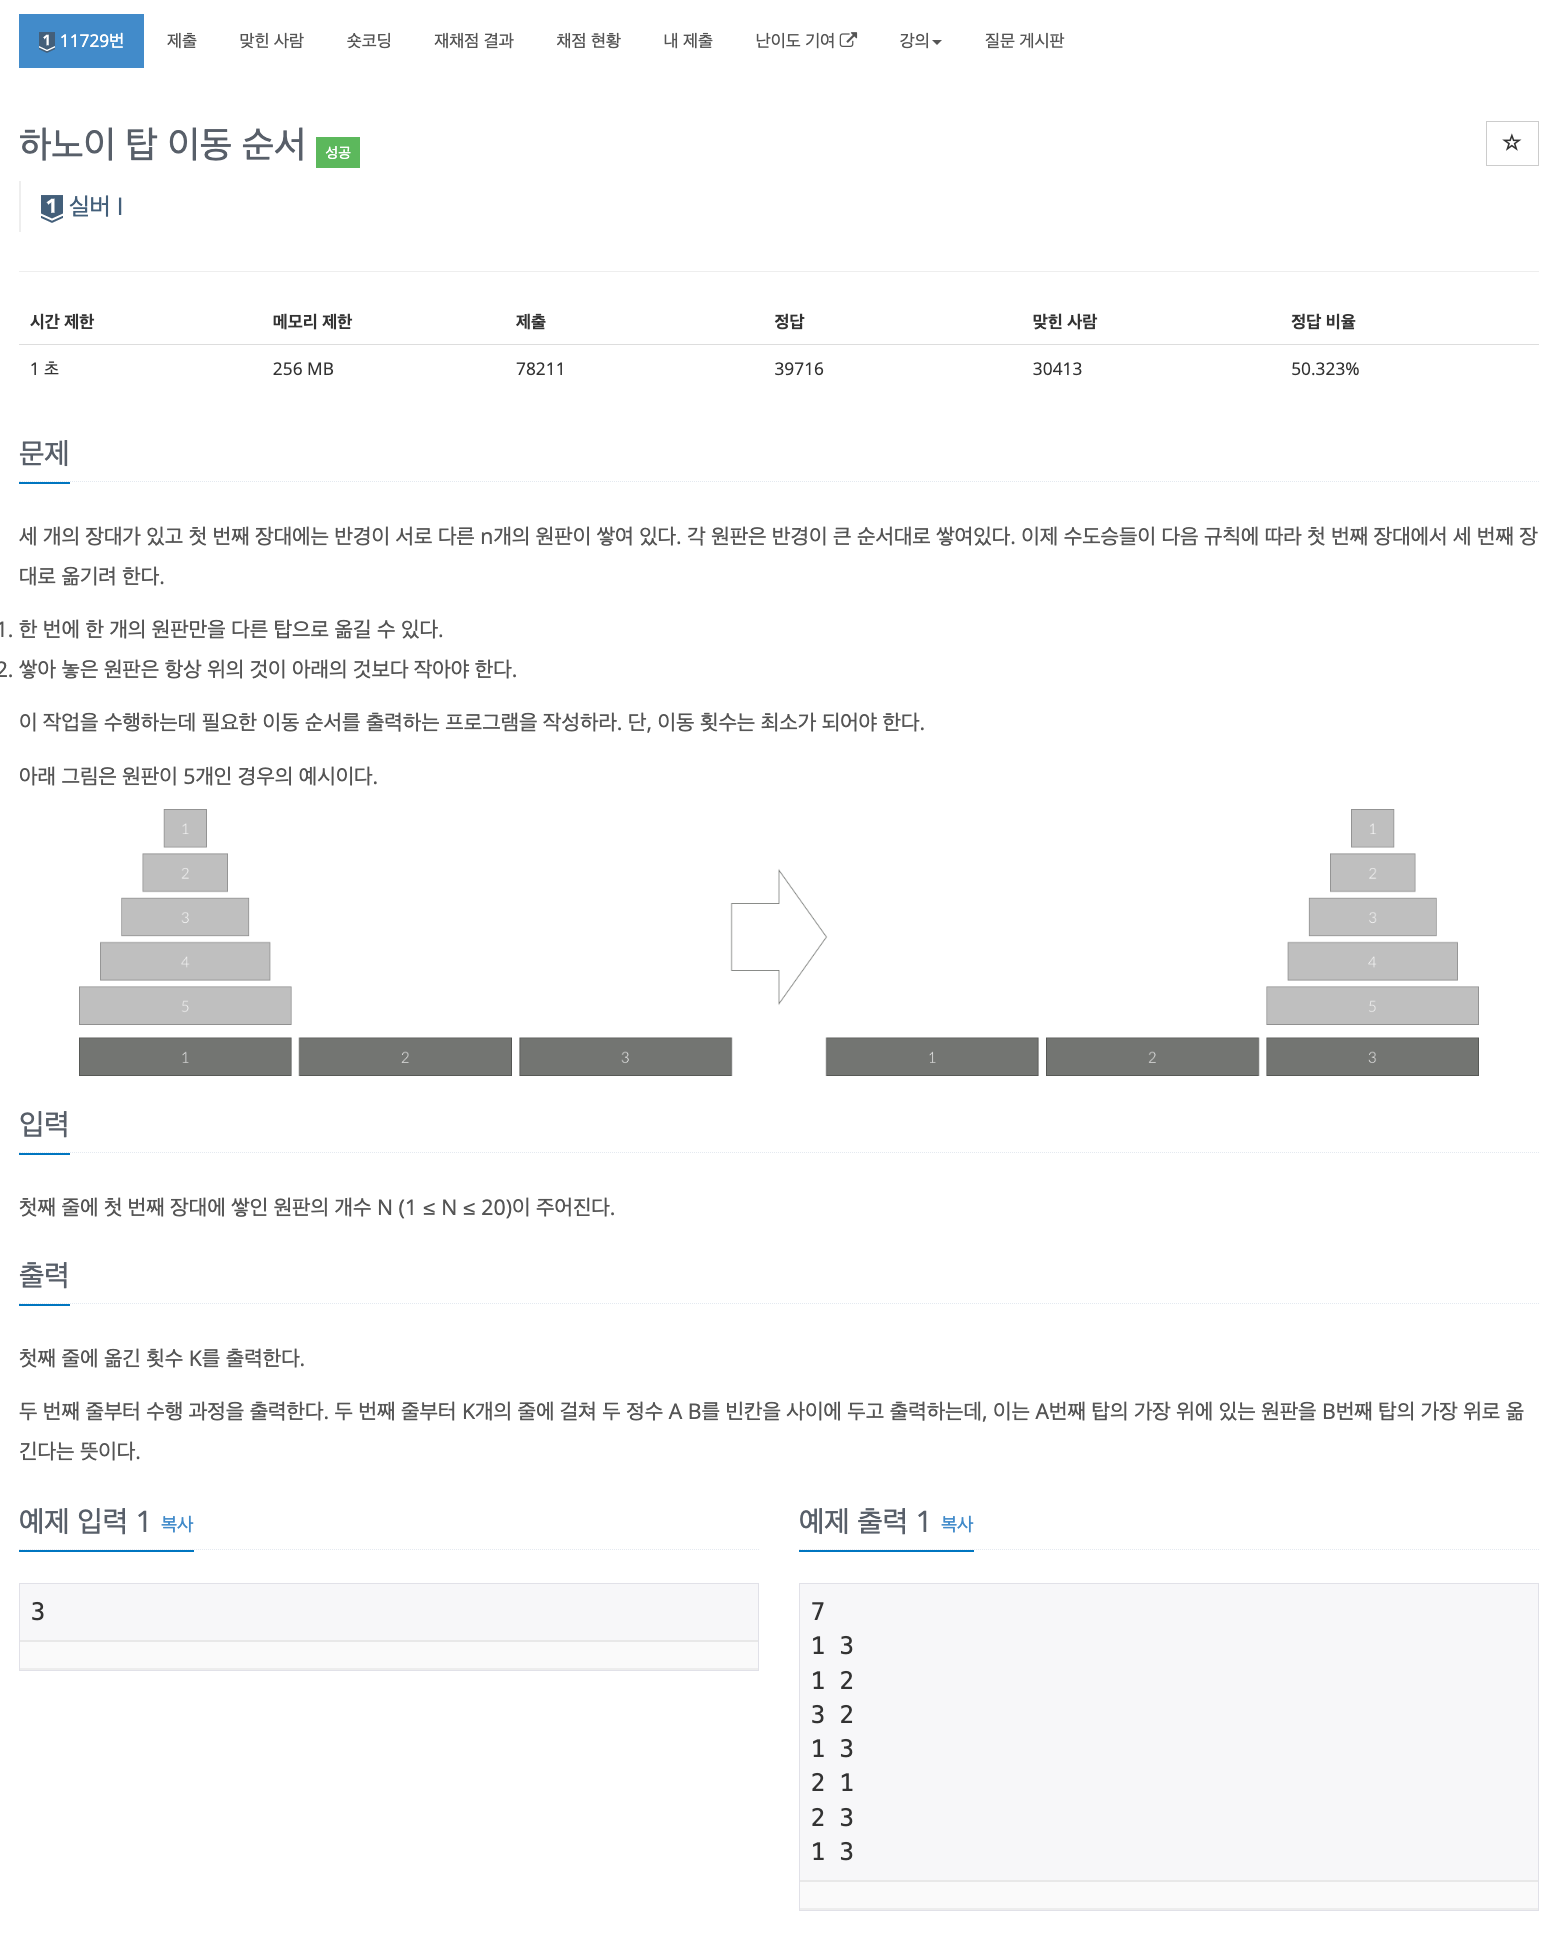 1 11729번 제출 맞힌 사람 숏코딩 재채점 결과 채점 현황 내 제출 난이도 기여 강의 질문 게시판
하노이 탑 이동 순서 성공
1 실버 I
시간 제한 메모리 제한 제출 정답 맞힌 사람 정답 비율
1 초 256 MB 78211 39716 30413 50.323%
문제
세 개의 장대가 있고 첫 번째 장대에는 반경이 서로 다른 n개의 원판이 쌓여 있다. 각 원판은 반경이 큰 순서대로 쌓여있다. 이제 수도승들이 다음 규칙에 따라 첫 번째 장대에서 세 번째 장
대로 옮기려 한다.
1. 한 번에 한 개의 원판만을 다른 탑으로 옮길 수 있다.
2. 쌓아 놓은 원판은 항상 위의 것이 아래의 것보다 작아야 한다.
이 작업을 수행하는데 필요한 이동 순서를 출력하는 프로그램을 작성하라. 단, 이동 횟수는 최소가 되어야 한다.
아래 그림은 원판이 5개인 경우의 예시이다.
1 1
2 2
3 3
4 4
5 5
1 2 3 1 2 3
입력
첫째 줄에 첫 번째 장대에 쌓인 원판의 개수 N (1 ≤ N ≤ 20)이 주어진다.
출력
첫째 줄에 옮긴 횟수 K를 출력한다.
두 번째 줄부터 수행 과정을 출력한다. 두 번째 줄부터 K개의 줄에 걸쳐 두 정수 A B를 빈칸을 사이에 두고 출력하는데, 이는 A번째 탑의 가장 위에 있는 원판을 B번째 탑의 가장 위로 옮
긴다는 뜻이다.
예제 입력 1 복사
3
예제 출력 1 복사
7
1 3
1 2
3 2
1 3
2 1
2 3
1 3